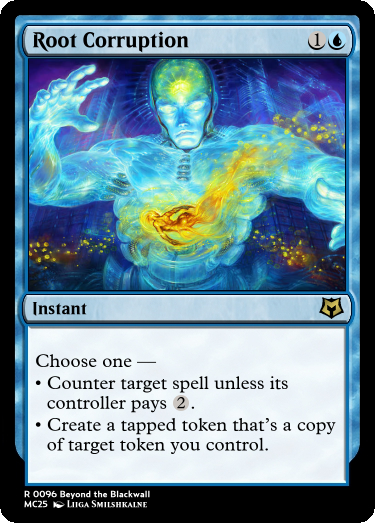 Root Corruption 1
Instant
Choose one —
• Counter target spell unless its
controller pays 2.
• Create a tapped token that's a copy
of target token you control.
R 0096 Beyond the Blackwall
MC25 Liiga Smilshkalne